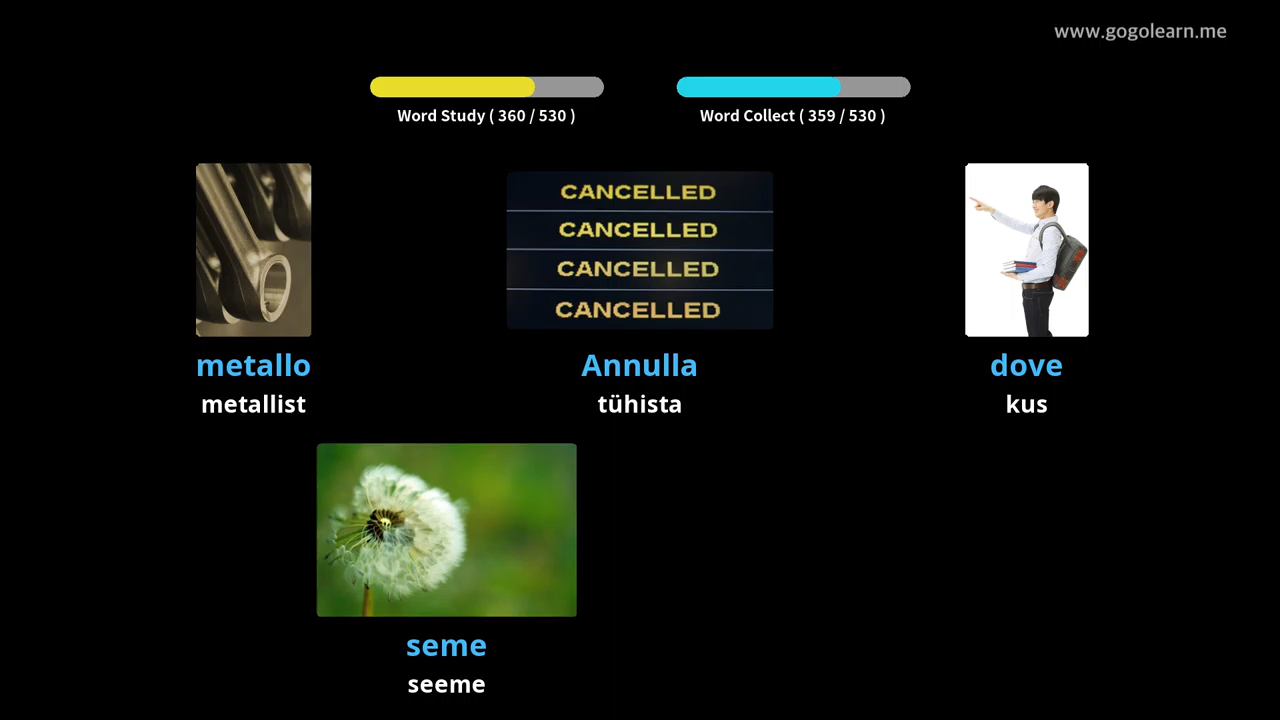 www.gogolearn.me
Word Study ( 360 / 530 )
Word Collect ( 359 / 530 )
CANCELLED
CANCELLED
CANCELLED
CANCELLED
metallo
metallist
Annulla
tühista
dove
kus
seme
seeme